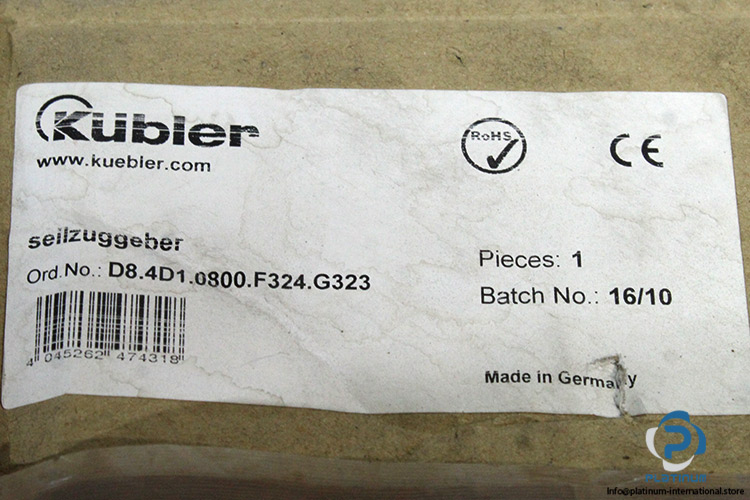 Kübler
www.kuebler.com
RoHS
CE
seilzuggeber
Ord.No.: D8.4D1.0800.F324.G323
4 045262 474318
Pieces: 1
Batch No.: 16/10
Made in Germany
PLATINUM
Info@platinum-international.store